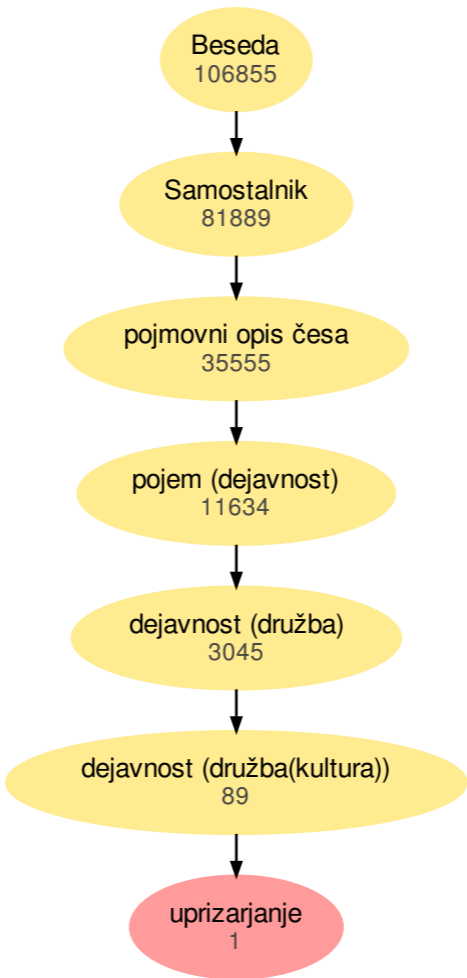 Beseda
106855
Samostalnik
81889
pojmovni opis česa
35555
pojem (dejavnost)
11634
dejavnost (družba)
3045
dejavnost (družba(kultura))
89
uprizarjanje
1